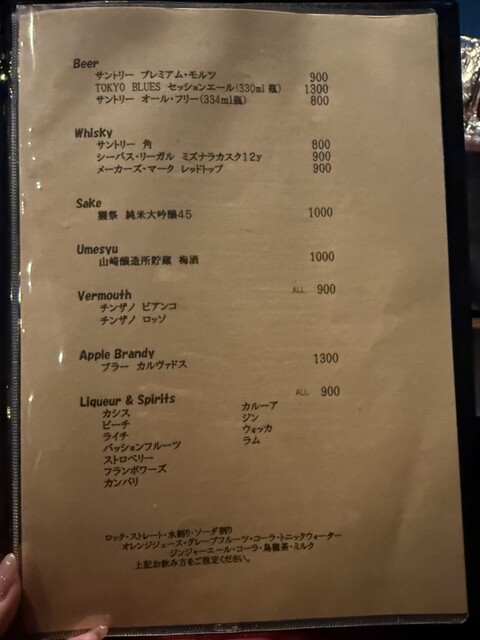 Beer
サントリー プレミアム・モルツ 900
TOKYO BLUES セッションエール(330ml瓶) 1300
サントリー オール・フリー(334ml瓶) 800
Whisky
サントリー 角 800
シーバス・リーガル ミズナラカスク12y 900
メーカーズ・マーク レッドトップ 900
Sake
獺祭 純米大吟醸45 1000
Umesyu
山崎醸造所貯蔵 梅酒 1000
Vermouth ALL 900
チンザノ ビアンコ
チンザノ ロッソ
Apple Brandy 1300
ブラー カルヴァドス
Liqueur & Spirits ALL 900
カシス カルーア
ピーチ ジン
ライチ ウォッカ
パッションフルーツ ラム
ストロベリー
フランボワーズ
カンパリ
ロック・ストレート・水割り・ソーダ割り
オレンジジュース・グレープフルーツ・コーラ・トニックウォーター
ジンジャーエール・コーラ・烏龍茶・ミルク
上記お飲み方をご指定ください。